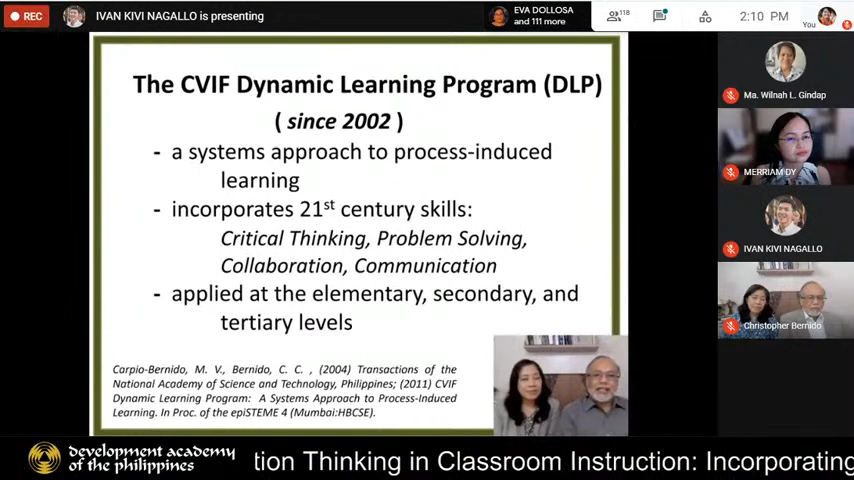 REC
IVAN KIVI NAGALLO is presenting
EVA DOLLOSA
and 111 more
118
2:10 PM
You
The CVIF Dynamic Learning Program (DLP)
( since 2002 )
- a systems approach to process-induced
learning
- incorporates 21st century skills:
Critical Thinking, Problem Solving,
Collaboration, Communication
- applied at the elementary, secondary, and
tertiary levels
Carpio-Bernido, M. V., Bernido, C. C. , (2004) Transactions of the
National Academy of Science and Technology, Philippines; (2011) CVIF
Dynamic Learning Program: A Systems Approach to Process-Induced
Learning. In Proc. of the epiSTEME 4 (Mumbai:HBCSE).
Ma. Wilnah L. Gindap
MERRIAM DY
IVAN KIVI NAGALLO
Christopher Bernido
development academy
of the philippines
tion Thinking in Classroom Instruction: Incorporating